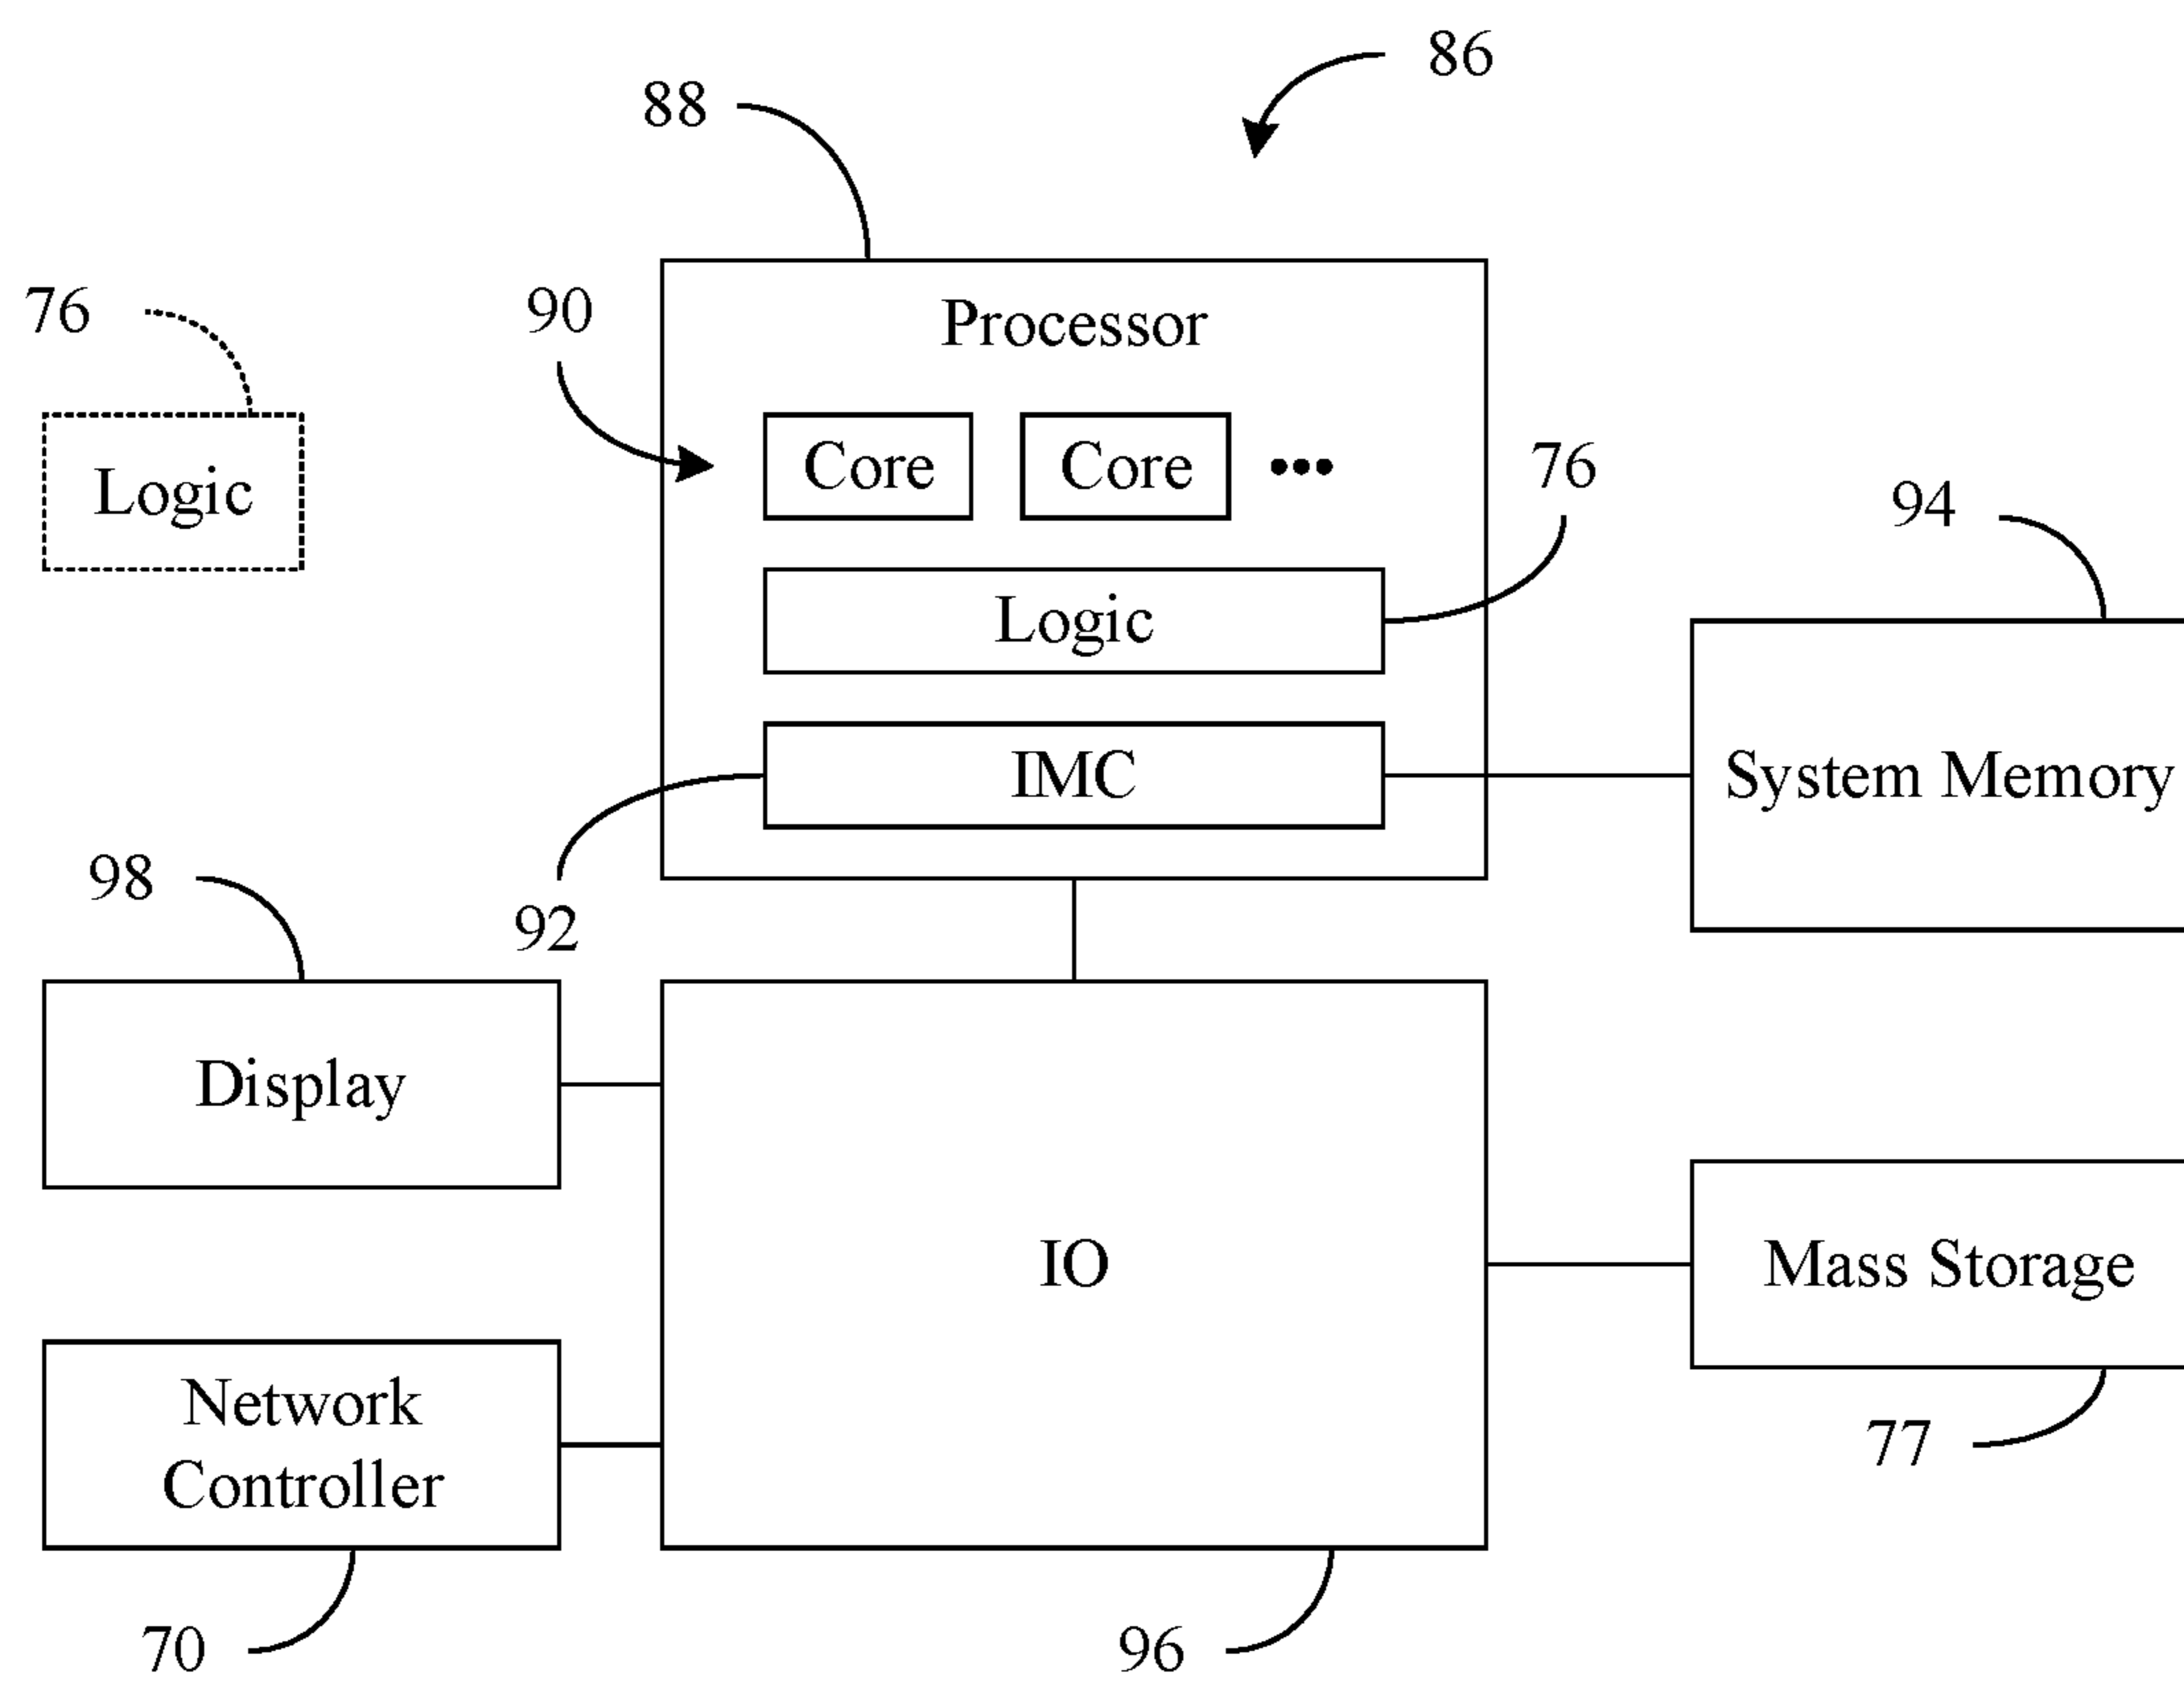 86
88
76
90
Processor
Core
Core
•••
76
Logic
94
Logic
IMC
System Memory
98
92
Display
IO
Mass Storage
Network
Controller
77
70
96